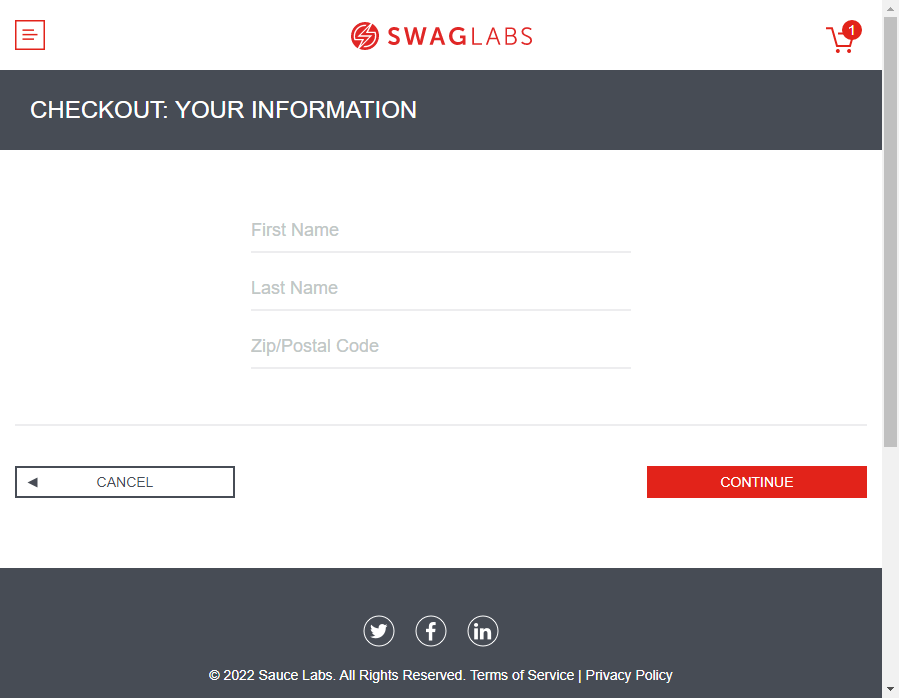 SWAGLABS
1
CHECKOUT: YOUR INFORMATION
First Name
Last Name
Zip/Postal Code
CANCEL
CONTINUE
© 2022 Sauce Labs. All Rights Reserved. Terms of Service | Privacy Policy